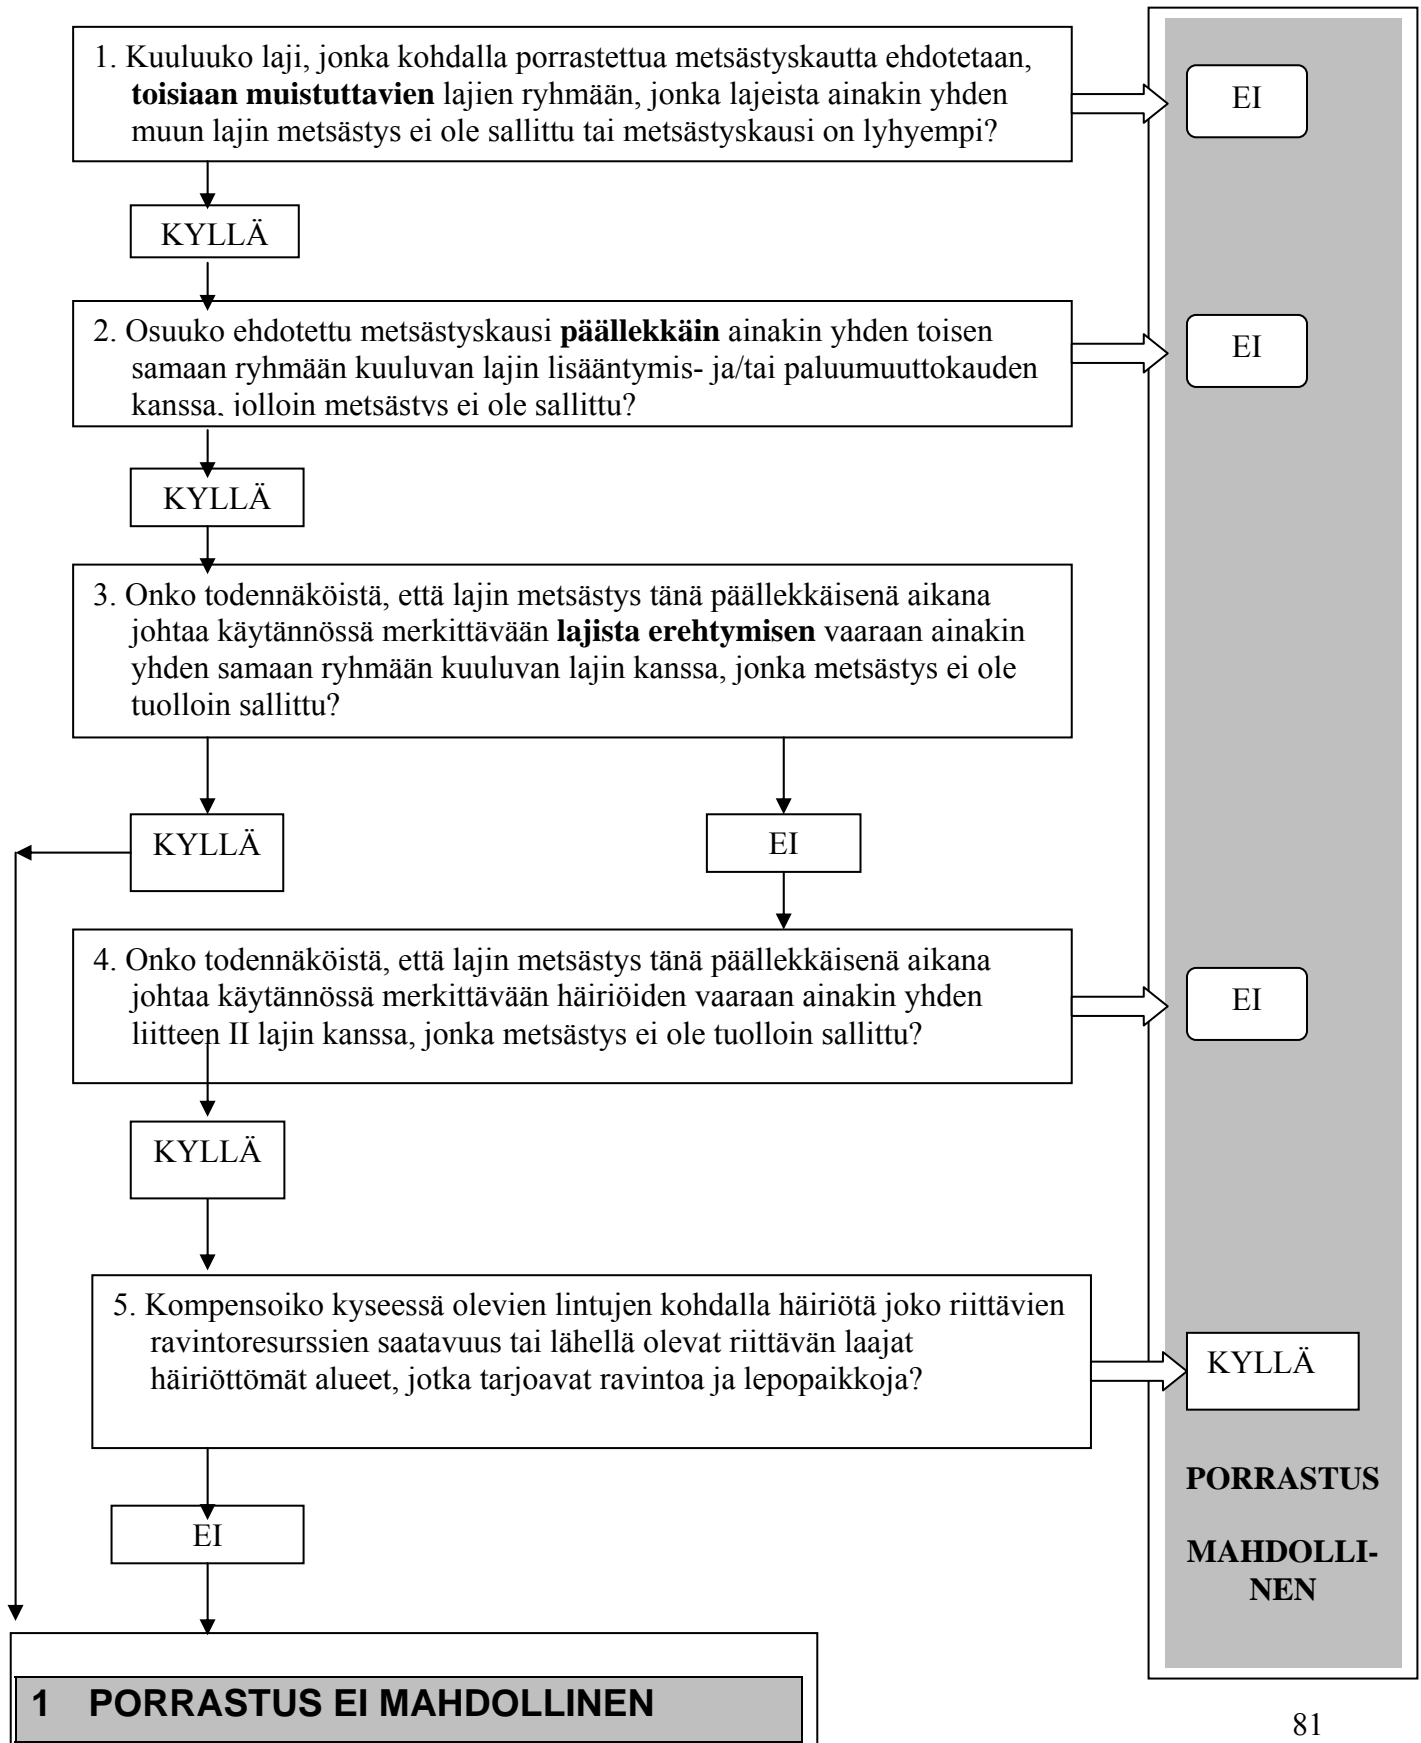 1. Kuuluuko laji, jonka kohdalla porrastettua metsästyskautta ehdotetaan,
toisiaan muistuttavien lajien ryhmään, jonka lajeista ainakin yhden
muun lajin metsästys ei ole sallittu tai metsästyskausi on lyhyempi?
EI
KYLLÄ
2. Osuuko ehdotettu metsästyskausi päällekkäin ainakin yhden toisen
samaan ryhmään kuuluvan lajin lisääntymis- ja/tai paluumuuttokauden
kanssa, jolloin metsästys ei ole sallittu?
EI
KYLLÄ
3. Onko todennäköistä, että lajin metsästys tänä päällekkäisenä aikana
johtaa käytännössä merkittävään lajista erehtymisen vaaraan ainakin
yhden samaan ryhmään kuuluvan lajin kanssa, jonka metsästys ei ole
tuolloin sallittu?
KYLLÄ
EI
4. Onko todennäköistä, että lajin metsästys tänä päällekkäisenä aikana
johtaa käytännössä merkittävään häiriöiden vaaraan ainakin yhden
liitteen II lajin kanssa, jonka metsästys ei ole tuolloin sallittu?
EI
KYLLÄ
5. Kompensoiko kyseessä olevien lintujen kohdalla häiriötä joko riittävien
ravintoresurssien saatavuus tai lähellä olevat riittävän laajat
häiriöttömät alueet, jotka tarjoavat ravintoa ja lepopaikkoja?
KYLLÄ
EI
PORRASTUS
MAHDOLLI-
NEN
1 PORRASTUS EI MAHDOLLINEN
81